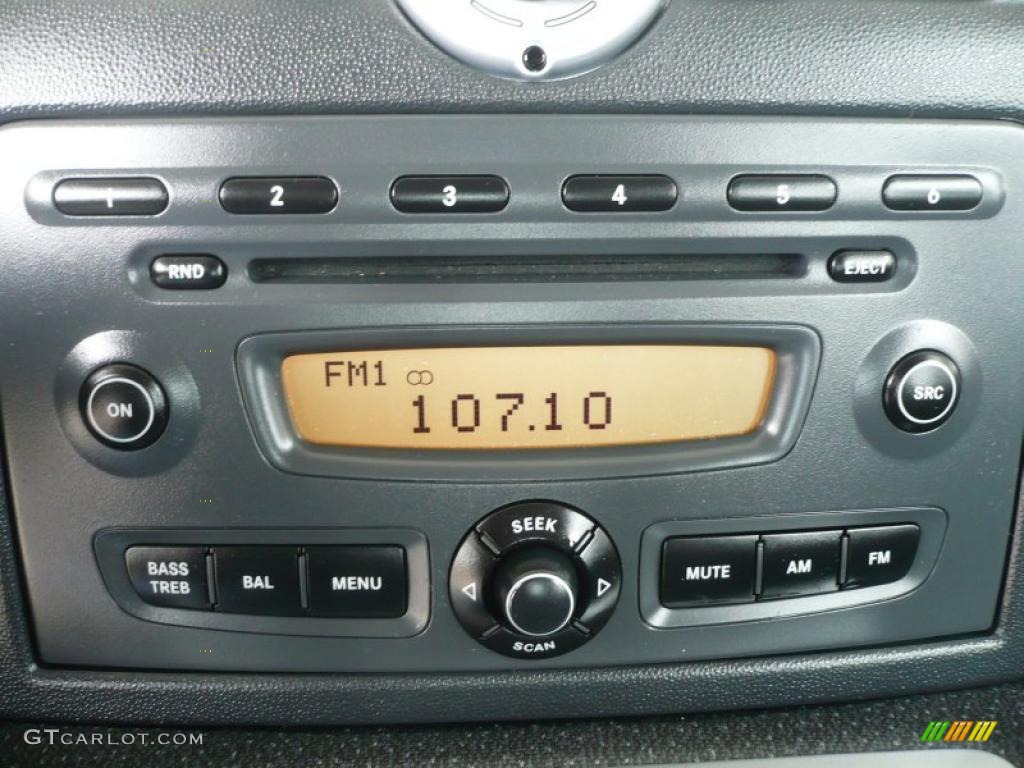 1 2 3 4 5 6
RND EJECT
FM1
107.10
ON SRC
SEEK
BASS
TREB BAL MENU MUTE AM FM
SCAN
GTCARLOT.COM